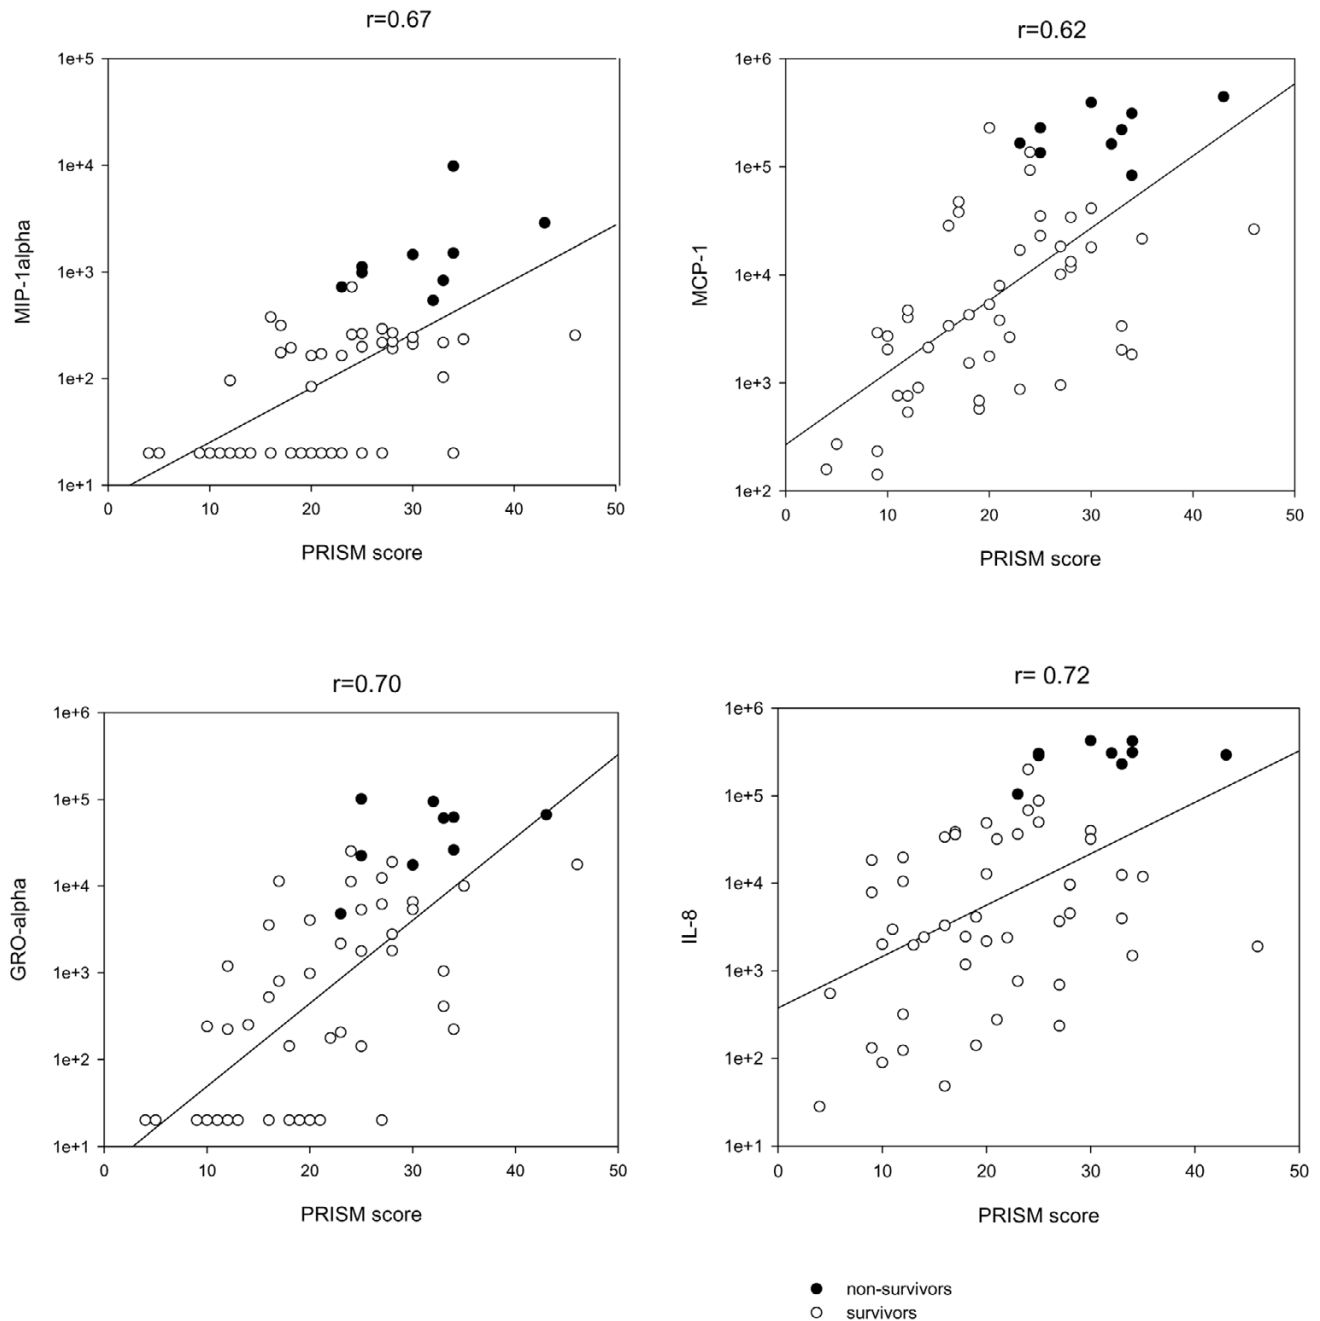 r=0.67
1e+5
1e+4
1e+3
1e+2
1e+1
MIP-1alpha
0 10 20 30 40 50
PRISM score
r=0.62
1e+6
1e+5
1e+4
1e+3
1e+2
MCP-1
0 10 20 30 40 50
PRISM score
r=0.70
1e+6
1e+5
1e+4
1e+3
1e+2
1e+1
GRO-alpha
0 10 20 30 40 50
PRISM score
r= 0.72
1e+6
1e+5
1e+4
1e+3
1e+2
1e+1
IL-8
0 10 20 30 40 50
PRISM score
non-survivors
survivors